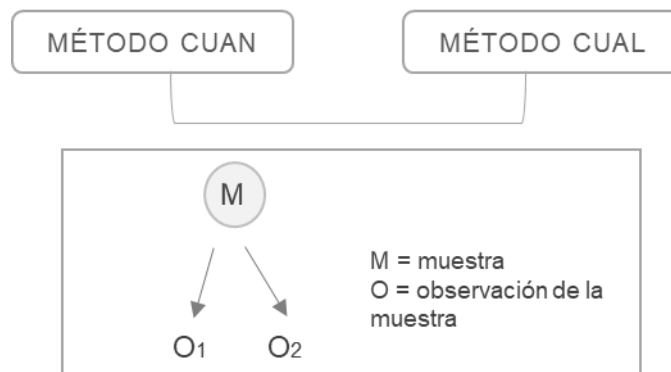 MÉTODO CUAN
MÉTODO CUAL
M
M = muestra
O = observación de la
muestra
O1 O2